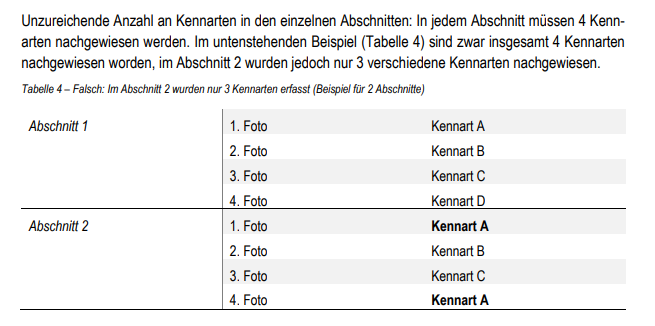 Unzureichende Anzahl an Kennarten in den einzelnen Abschnitten: In jedem Abschnitt müssen 4 Kenn-
arten nachgewiesen werden. Im untenstehenden Beispiel (Tabelle 4) sind zwar insgesamt 4 Kennarten
nachgewiesen worden, im Abschnitt 2 wurden jedoch nur 3 verschiedene Kennarten nachgewiesen.
Tabelle 4 – Falsch: Im Abschnitt 2 wurden nur 3 Kennarten erfasst (Beispiel für 2 Abschnitte)
Abschnitt 1 1. Foto Kennart A
2. Foto Kennart B
3. Foto Kennart C
4. Foto Kennart D
Abschnitt 2 1. Foto Kennart A
2. Foto Kennart B
3. Foto Kennart C
4. Foto Kennart A